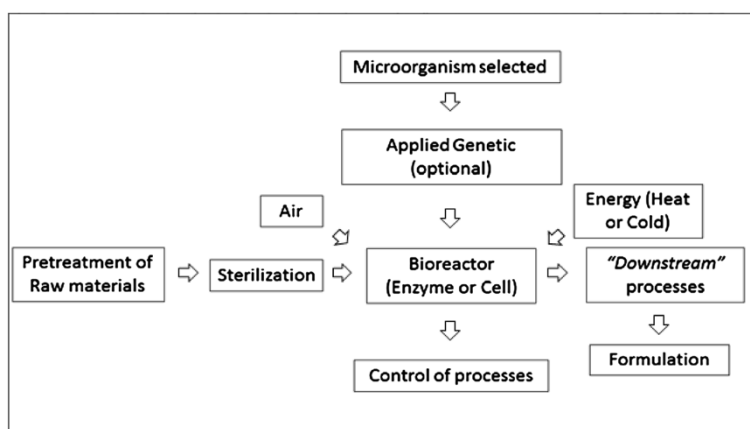 Microorganism selected
Applied Genetic
(optional)
Air
Energy (Heat
or Cold)
Pretreatment of
Raw materials
Sterilization
Bioreactor
(Enzyme or Cell)
"Downstream"
processes
Control of processes
Formulation